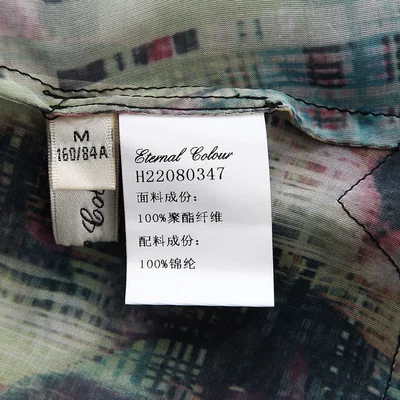 M
160/84A
Co
Eternal Colour
H22080347
面料成份:
100%聚酯纤维
配料成份:
100%锦纶